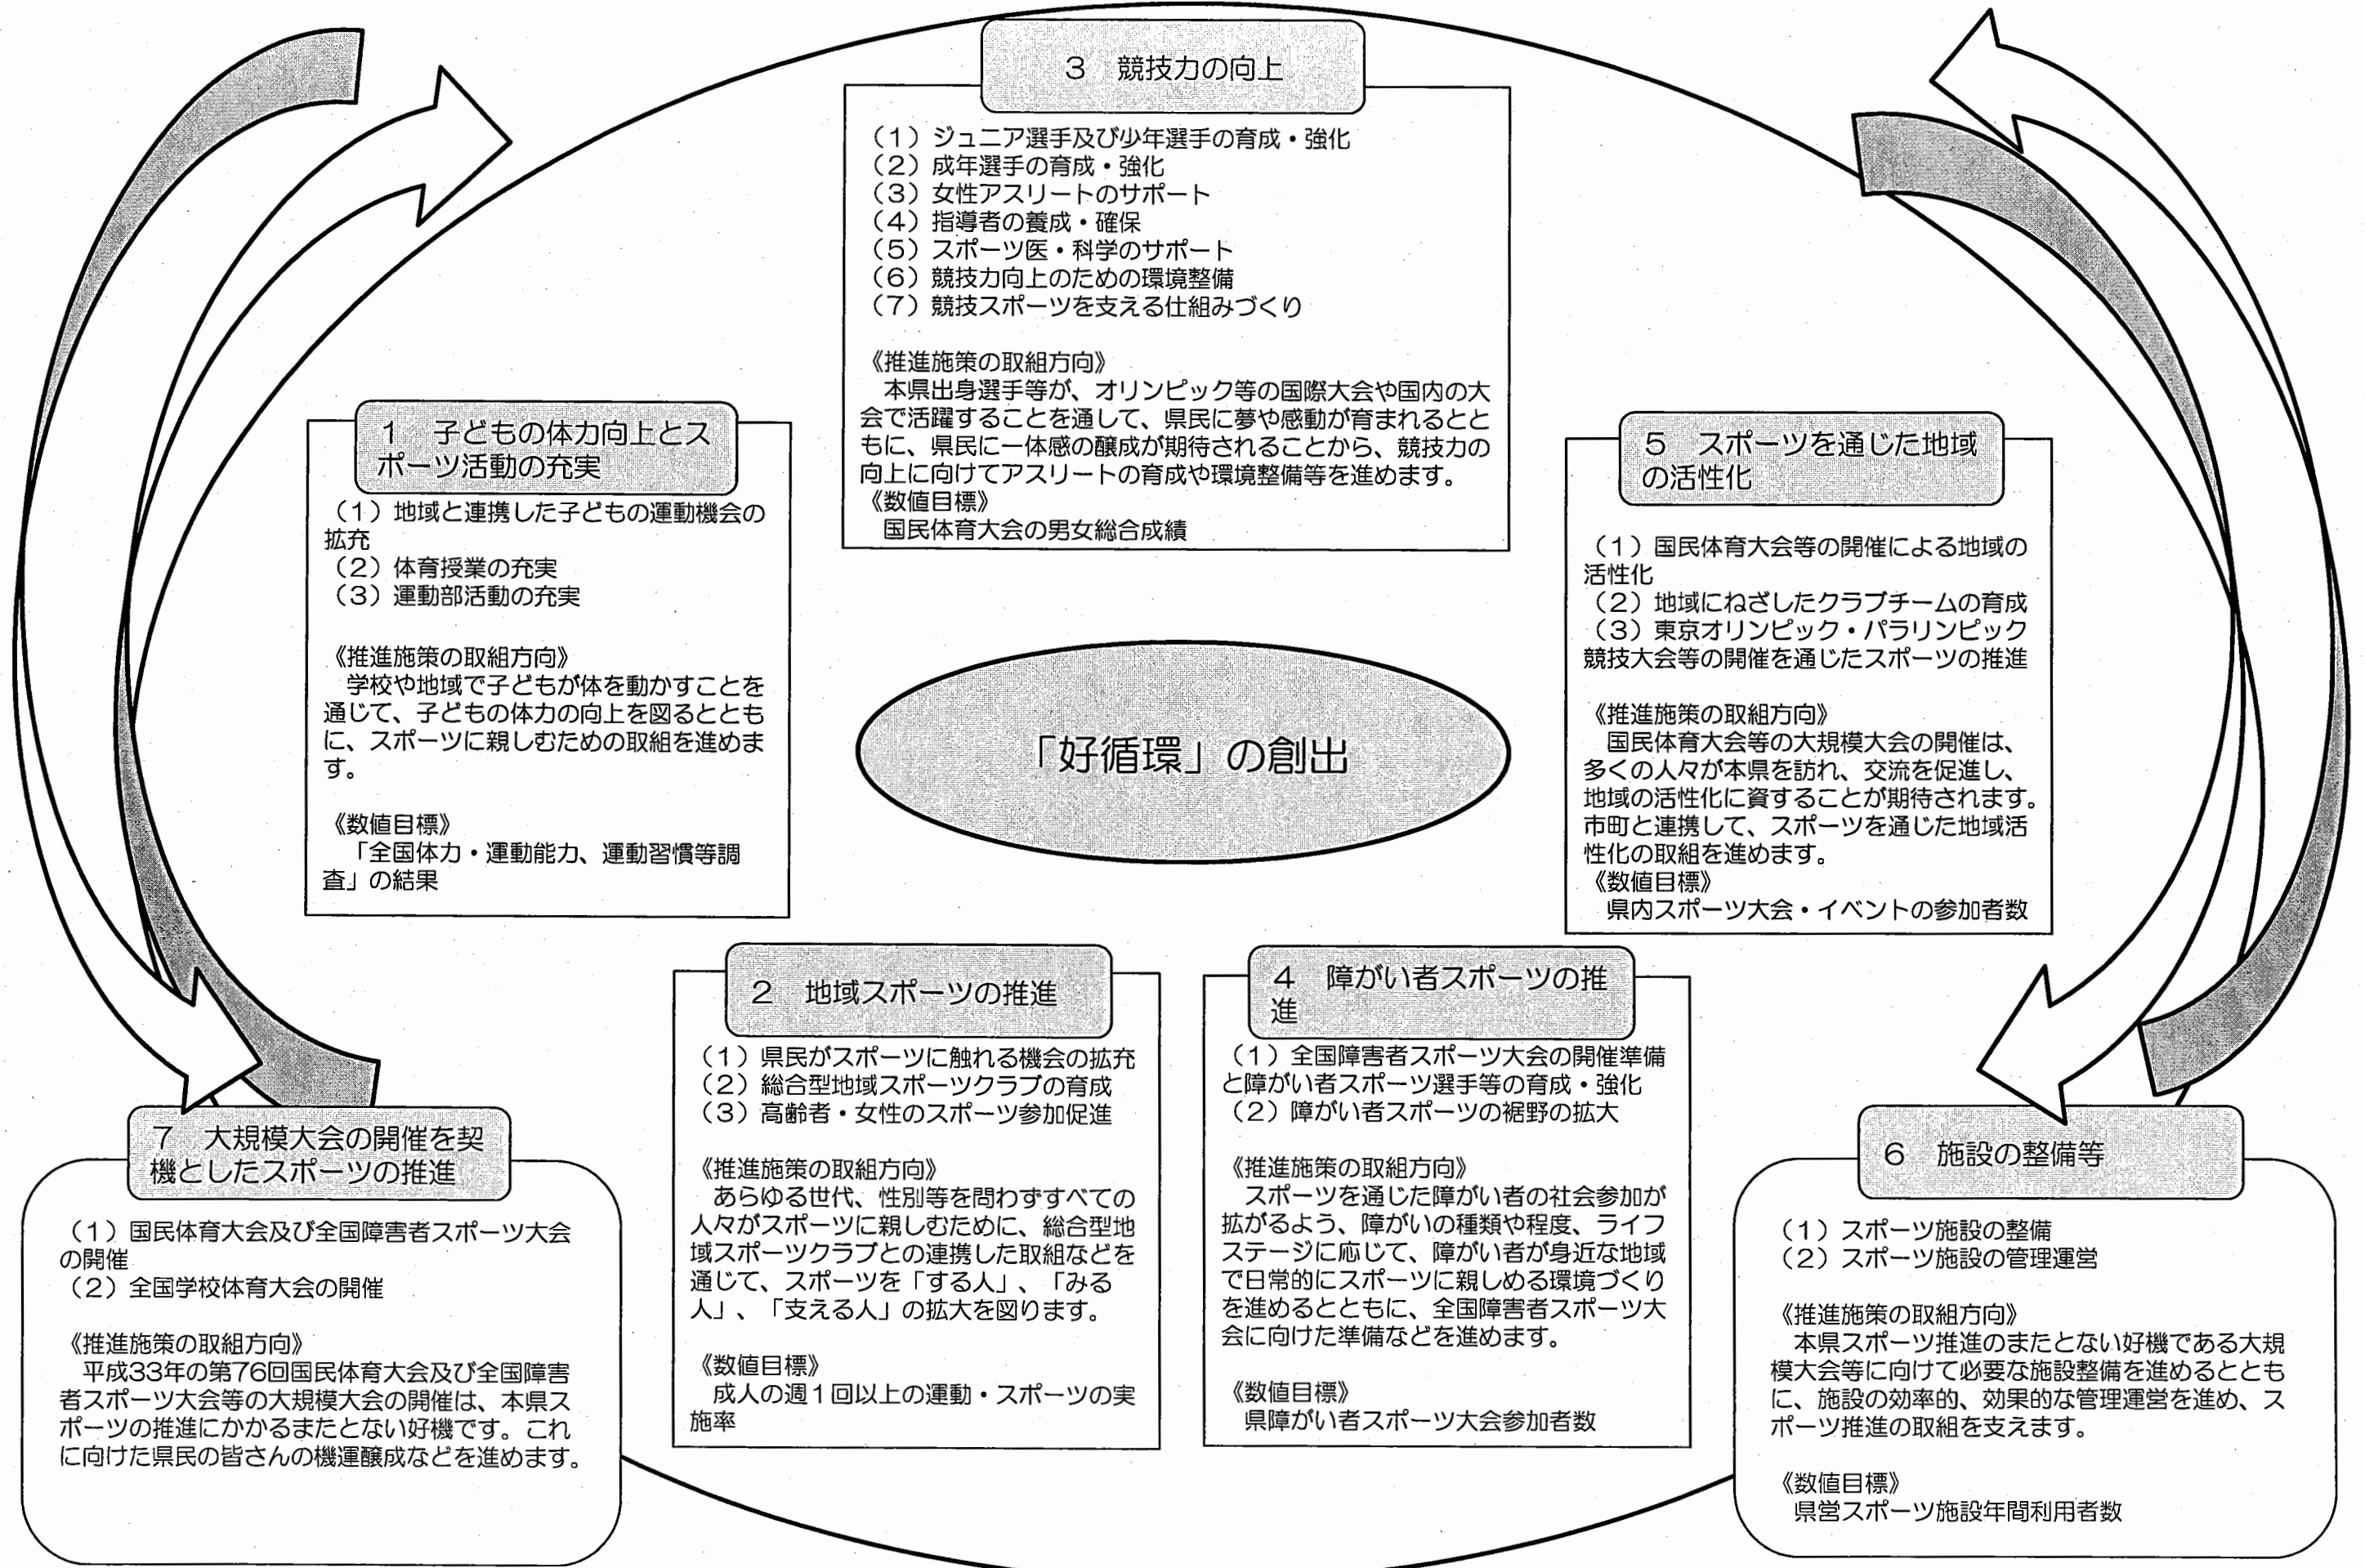 3　競技力の向上
（1）ジュニア選手及び少年選手の育成・強化
（2）成年選手の育成・強化
（3）女性アスリートのサポート
（4）指導者の養成・確保
（5）スポーツ医・科学のサポート
（6）競技力向上のための環境整備
（7）競技スポーツを支える仕組みづくり
《推進施策の取組方向》
本県出身選手等が、オリンピック等の国際大会や国内の大
会で活躍することを通して、県民に夢や感動が育まれるとと
もに、県民に一体感の醸成が期待されることから、競技力の
向上に向けてアスリートの育成や環境整備等を進めます。
《数値目標》
国民体育大会の男女総合成績
1　子どもの体力向上とス
ポーツ活動の充実
（1）地域と連携した子どもの運動機会の
拡充
（2）体育授業の充実
（3）運動部活動の充実
《推進施策の取組方向》
学校や地域で子どもが体を動かすことを
通じて、子どもの体力の向上を図るととも
に、スポーツに親しむための取組を進めま
す。
《数値目標》
「全国体力・運動能力、運動習慣等調
査」の結果
「好循環」の創出
5　スポーツを通じた地域
の活性化
（1）国民体育大会等の開催による地域の
活性化
（2）地域にねざしたクラブチームの育成
（3）東京オリンピック・パラリンピック
競技大会等の開催を通じたスポーツの推進
《推進施策の取組方向》
国民体育大会等の大規模大会の開催は、
多くの人々が本県を訪れ、交流を促進し、
地域の活性化に資することが期待されます。
市町と連携して、スポーツを通じた地域活
性化の取組を進めます。
《数値目標》
県内スポーツ大会・イベントの参加者数
2　地域スポーツの推進
（1）県民がスポーツに触れる機会の拡充
（2）総合型地域スポーツクラブの育成
（3）高齢者・女性のスポーツ参加促進
《推進施策の取組方向》
あらゆる世代、性別等を問わずすべての
人々がスポーツに親しむために、総合型地
域スポーツクラブとの連携した取組などを
通じて、スポーツを「する人」、「みる
人」、「支える人」の拡大を図ります。
《数値目標》
成人の週1回以上の運動・スポーツの実
施率
4　障がい者スポーツの推
進
（1）全国障害者スポーツ大会の開催準備
と障がい者スポーツ選手等の育成・強化
（2）障がい者スポーツの裾野の拡大
《推進施策の取組方向》
スポーツを通じた障がい者の社会参加が
拡がるよう、障がいの種類や程度、ライフ
ステージに応じて、障がい者が身近な地域
で日常的にスポーツに親しめる環境づくり
を進めるとともに、全国障害者スポーツ大
会に向けた準備などを進めます。
《数値目標》
県障がい者スポーツ大会参加者数
7　大規模大会の開催を契
機としたスポーツの推進
（1）国民体育大会及び全国障害者スポーツ大会
の開催
（2）全国学校体育大会の開催
《推進施策の取組方向》
平成33年の第76回国民体育大会及び全国障害
者スポーツ大会等の大規模大会の開催は、本県ス
ポーツの推進にかかるまたとない好機です。これ
に向けた県民の皆さんの機運醸成などを進めます。
6　施設の整備等
（1）スポーツ施設の整備
（2）スポーツ施設の管理運営
《推進施策の取組方向》
本県スポーツ推進のまたとない好機である大規
模大会等に向けて必要な施設整備を進めるととも
に、施設の効率的、効果的な管理運営を進め、ス
ポーツ推進の取組を支えます。
《数値目標》
県営スポーツ施設年間利用者数